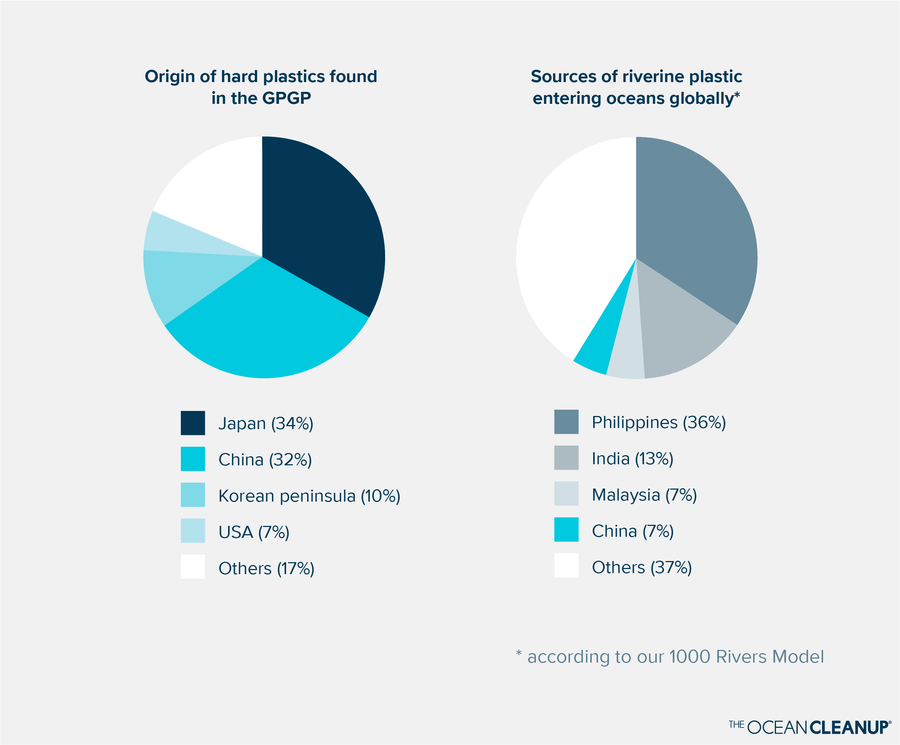 Origin of hard plastics found
in the GPGP
Japan (34%)
China (32%)
Korean peninsula (10%)
USA (7%)
Others (17%)
Sources of riverine plastic
entering oceans globally*
Philippines (36%)
India (13%)
Malaysia (7%)
China (7%)
Others (37%)
* according to our 1000 Rivers Model
THE OCEAN CLEANUP®